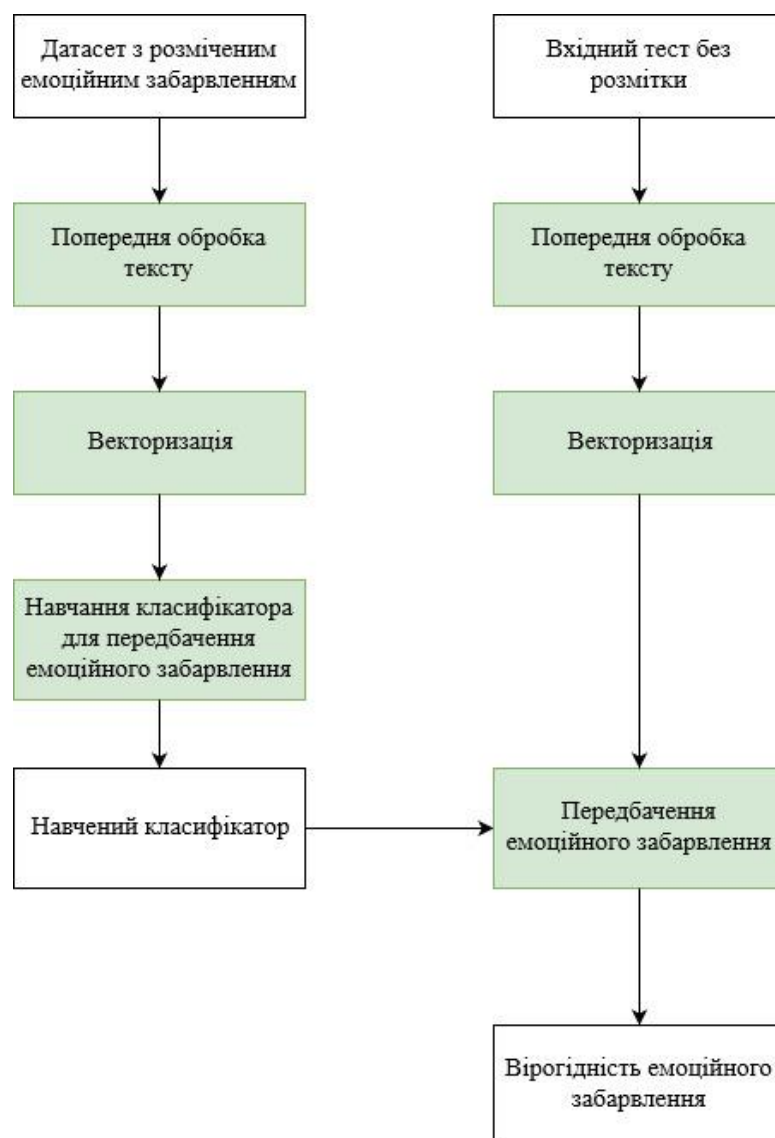 Датасет з розміченим
емоційним забарвленням
Попередня обробка
тексту
Векторизація
Навчання класифікатора
для передбачення
емоційного забарвлення
Навчений класифікатор
Вхідний тест без
розмітки
Попередня обробка
тексту
Векторизація
Передбачення
емоційного забарвлення
Вірогідність емоційного
забарвлення